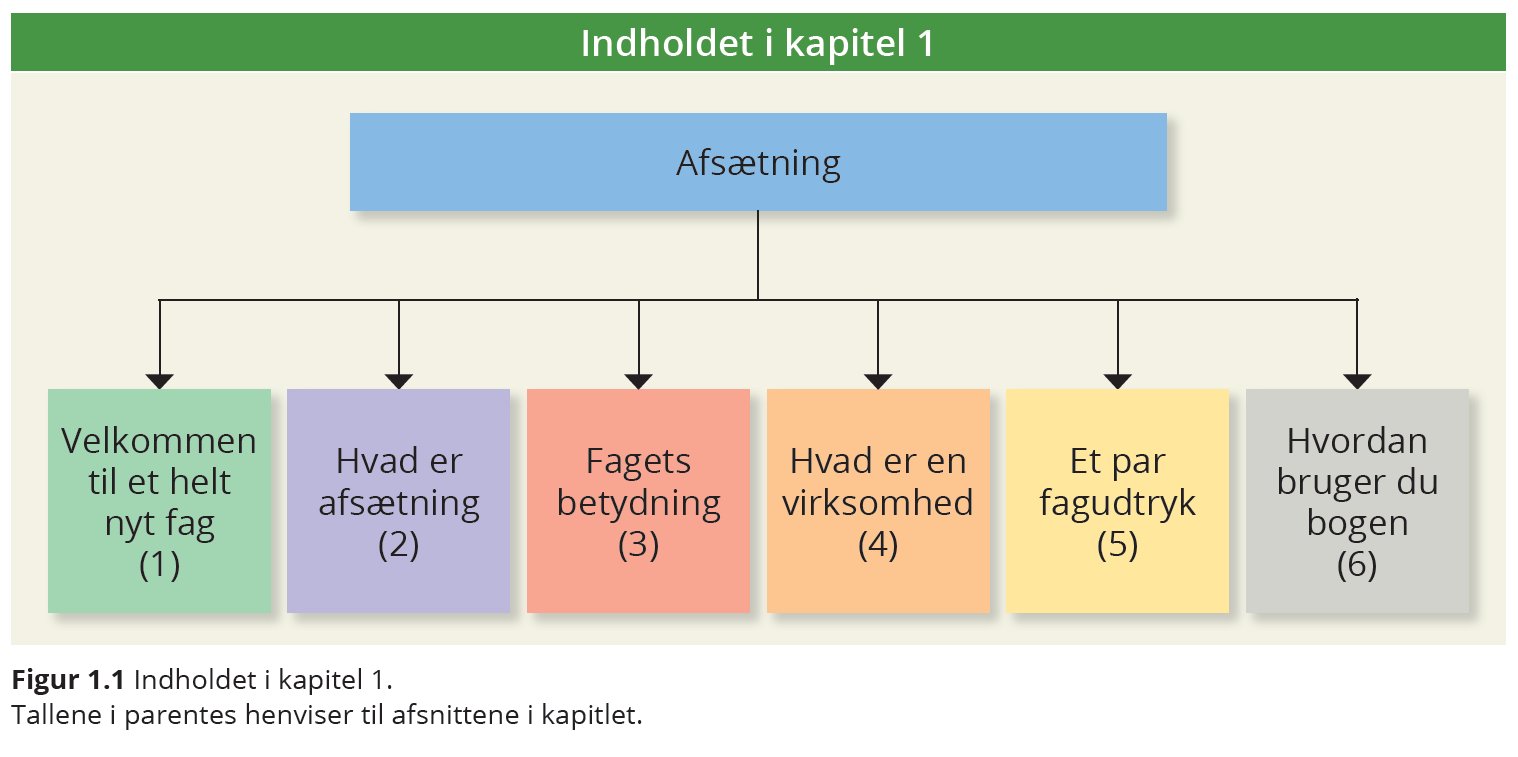 Indholdet i kapitel 1
Afsætning
Velkommen
til et helt
nyt fag
(1)
Hvad er
afsætning
(2)
Fagets
betydning
(3)
Hvad er en
virksomhed
(4)
Et par
fagudtryk
(5)
Hvordan
bruger du
bogen
(6)
Figur 1.1 Indholdet i kapitel 1.
Tallene i parentes henviser til afsnittene i kapitlet.